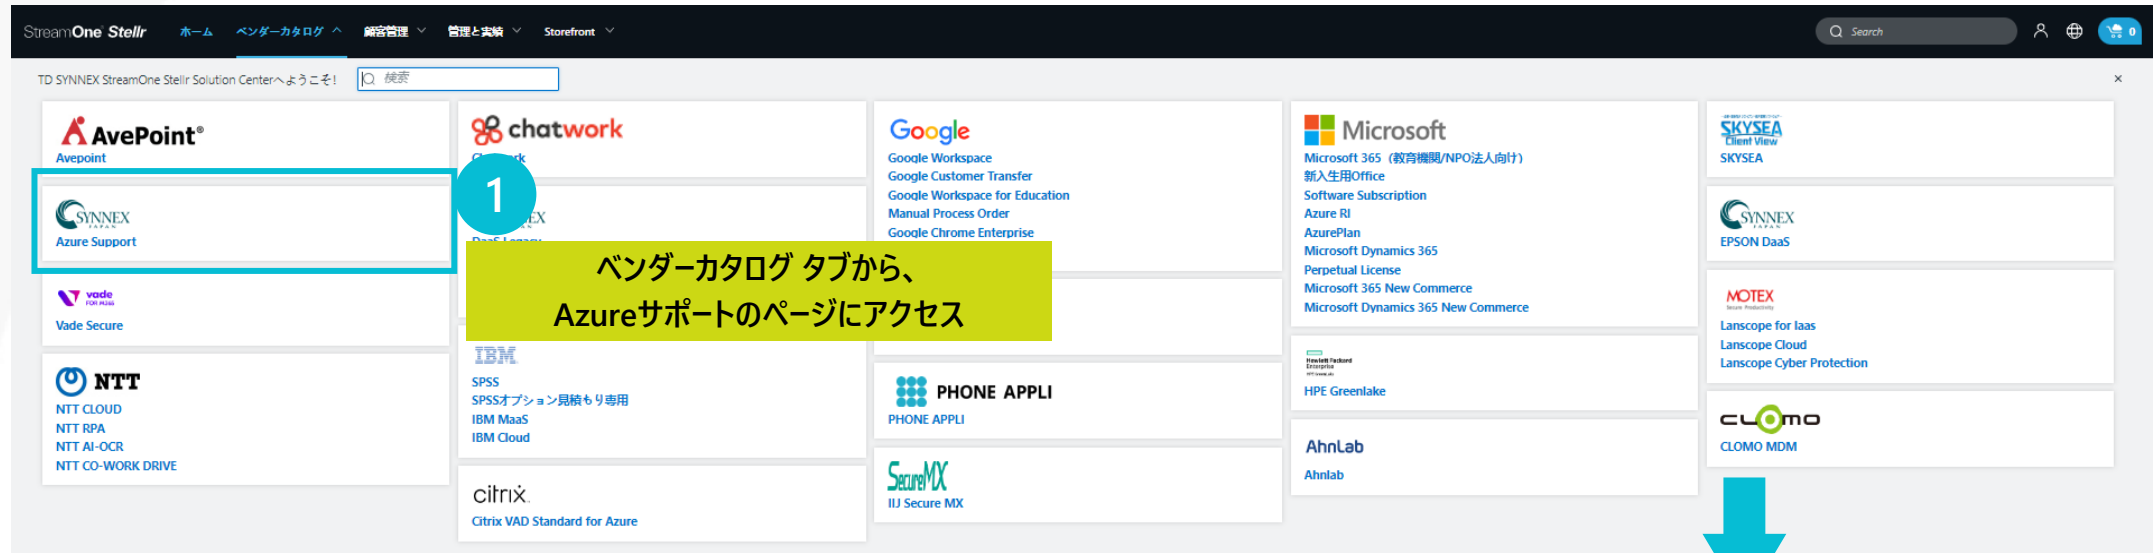 StreamOne Stellr
ホーム
ベンダーカタログ
顧客管理
管理と実績
Storefront
Search
0
TD SYNNEX StreamOne Stellr Solution Centerへようこそ!
検索
×
AvePoint®
Avepoint
SYNNEX
JAPAN
Azure Support
vade
FOR M365
Vade Secure
NTT
NTT CLOUD
NTT RPA
NTT AI-OCR
NTT CO-WORK DRIVE
chatwork
1
EX
ベンダーカタログ タブから、
Azureサポートのページにアクセス
IBM
SPSS
SPSSオプション見積もり専用
IBM MaaS
IBM Cloud
citrix
Citrix VAD Standard for Azure
Google
Google Workspace
Google Customer Transfer
Google Workspace for Education
Manual Process Order
Google Chrome Enterprise
PHONE APPLI
PHONE APPLI
SecureMX
IIJ Secure MX
Microsoft
Microsoft 365（教育機関/NPO法人向け）
新入生用Office
Software Subscription
Azure RI
AzurePlan
Microsoft Dynamics 365
Perpetual License
Microsoft 365 New Commerce
Microsoft Dynamics 365 New Commerce
Hewlett Packard
Enterprise
HPE Greenlake
AhnLab
Ahnlab
SKYSEA
Client View
SKYSEA
SYNNEX
JAPAN
EPSON DaaS
MOTEX
Secure Productivity
Lanscope for Iaas
Lanscope Cloud
Lanscope Cyber Protection
CLOMO
CLOMO MDM